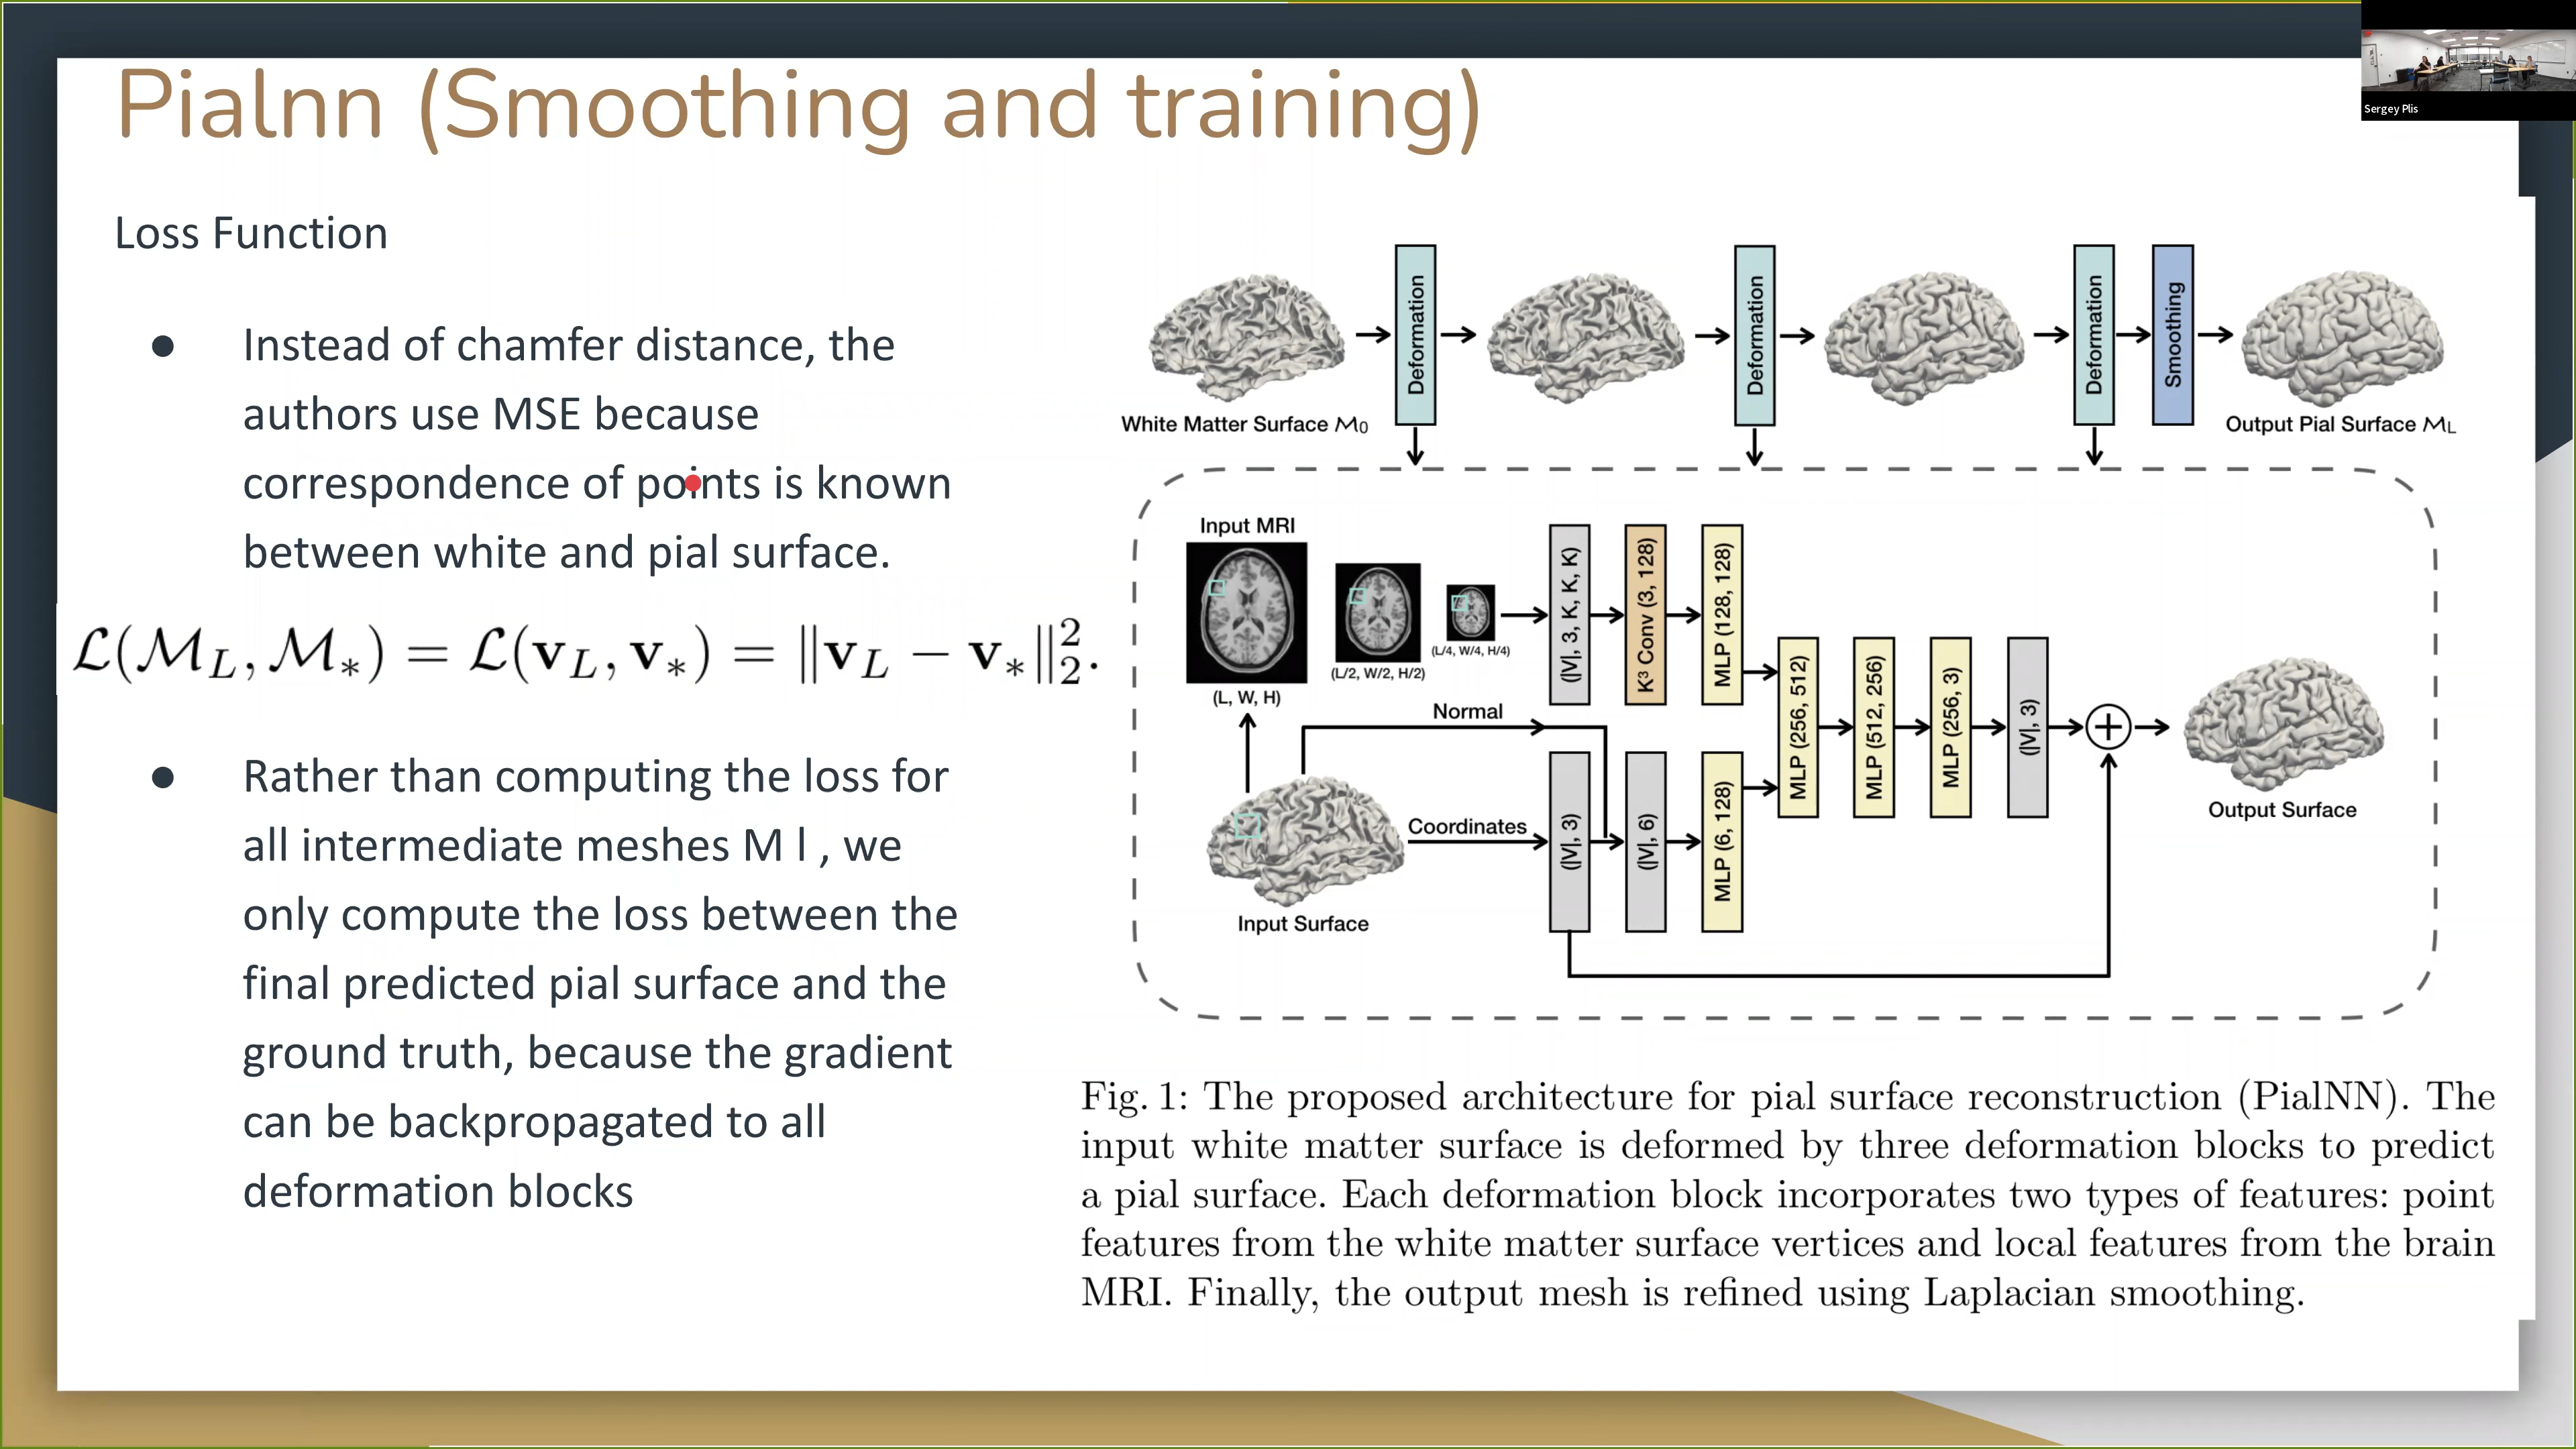 Pialnn (Smoothing and training)
Sergey Plis
Loss Function
● Instead of chamfer distance, the
authors use MSE because
correspondence of points is known
between white and pial surface.
ℒ(ℳ_L, ℳ_*) = ℒ(v_L, v_*) = ‖v_L − v_*‖₂².
● Rather than computing the loss for
all intermediate meshes M l , we
only compute the loss between the
final predicted pial surface and the
ground truth, because the gradient
can be backpropagated to all
deformation blocks
Deformation
Deformation
Deformation
Smoothing
White Matter Surface ℳ₀
Output Pial Surface ℳ_L
Input MRI
(L, W, H)
(L/2, W/2, H/2)
(L/4, W/4, H/4)
(|V|, 3, K, K, K)
K³ Conv (3, 128)
MLP (128, 128)
Normal
Coordinates
Input Surface
(|V|, 3)
(|V|, 6)
MLP (6, 128)
MLP (256, 512)
MLP (512, 256)
MLP (256, 3)
(|V|, 3)
+
Output Surface
Fig. 1: The proposed architecture for pial surface reconstruction (PialNN). The
input white matter surface is deformed by three deformation blocks to predict
a pial surface. Each deformation block incorporates two types of features: point
features from the white matter surface vertices and local features from the brain
MRI. Finally, the output mesh is refined using Laplacian smoothing.